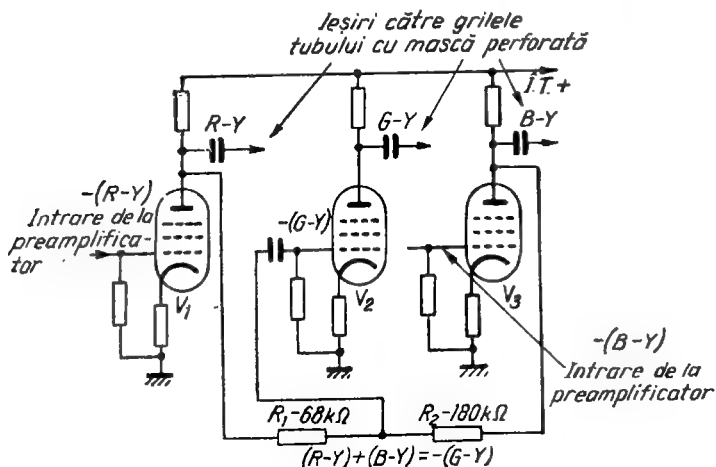 Ieșiri către grilele
tubului cu mască perforată
Î.T.+
R-Y
G-Y
B-Y
-(R-Y)
Intrare de la
preamplifica-
tor
-(G-Y)
V1
V2
V3
-(B-Y)
Intrare de la
preamplificator
R1-68kΩ
R2-180kΩ
(R-Y)+(B-Y)=-(G-Y)